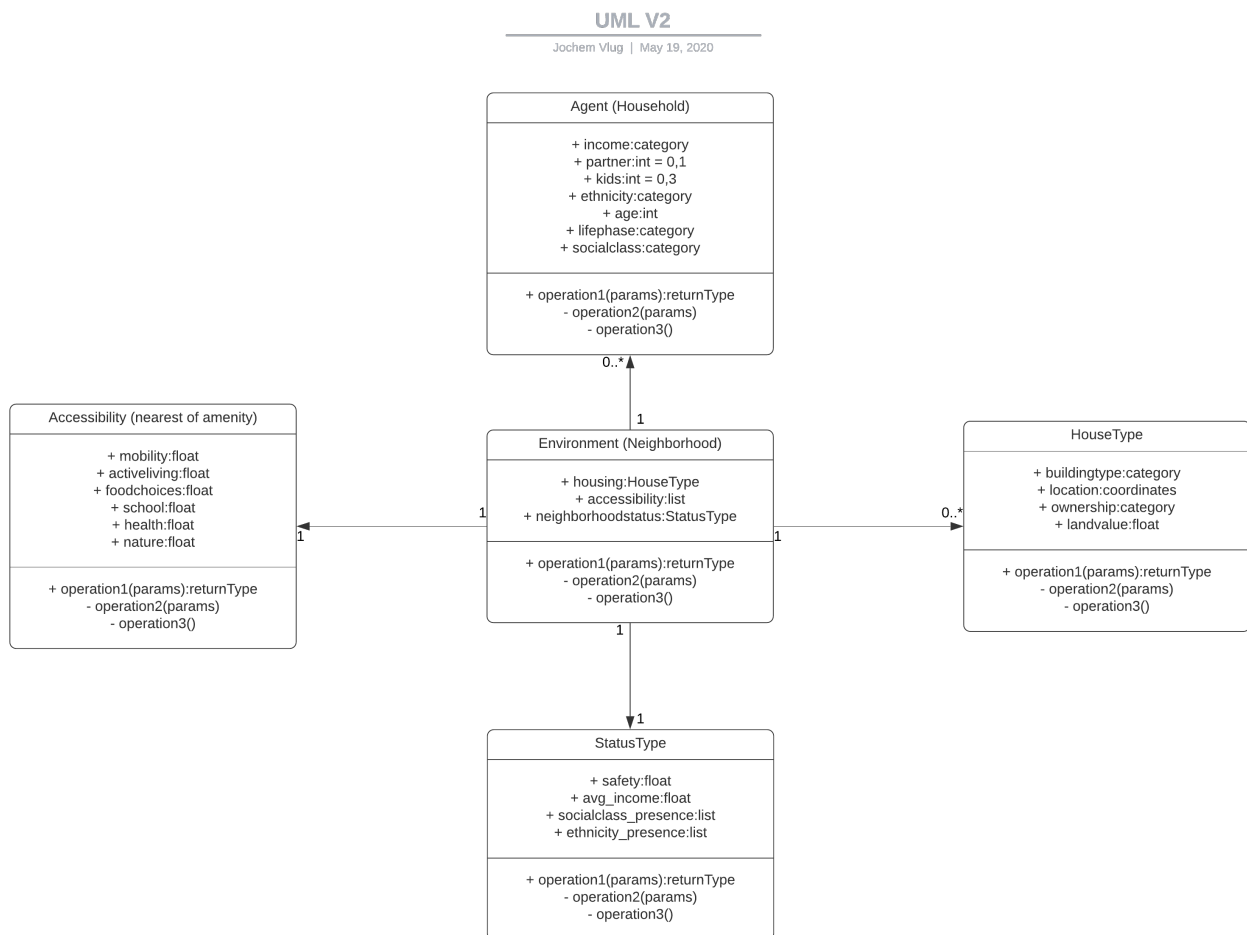 UML V2
Jochem Vlug | May 19, 2020
Agent (Household)
+ income:category
+ partner:int = 0,1
+ kids:int = 0,3
+ ethnicity:category
+ age:int
+ lifephase:category
+ socialclass:category
+ operation1(params):returnType
- operation2(params)
- operation3()
0..*
1
Accessibility (nearest of amenity)
+ mobility:float
+ activeliving:float
+ foodchoices:float
+ school:float
+ health:float
+ nature:float
+ operation1(params):returnType
- operation2(params)
- operation3()
1
1
Environment (Neighborhood)
+ housing:HouseType
+ accessibility:list
+ neighborhoodstatus:StatusType
+ operation1(params):returnType
- operation2(params)
- operation3()
1
0..*
HouseType
+ buildingtype:category
+ location:coordinates
+ ownership:category
+ landvalue:float
+ operation1(params):returnType
- operation2(params)
- operation3()
1
1
StatusType
+ safety:float
+ avg_income:float
+ socialclass_presence:list
+ ethnicity_presence:list
+ operation1(params):returnType
- operation2(params)
- operation3()